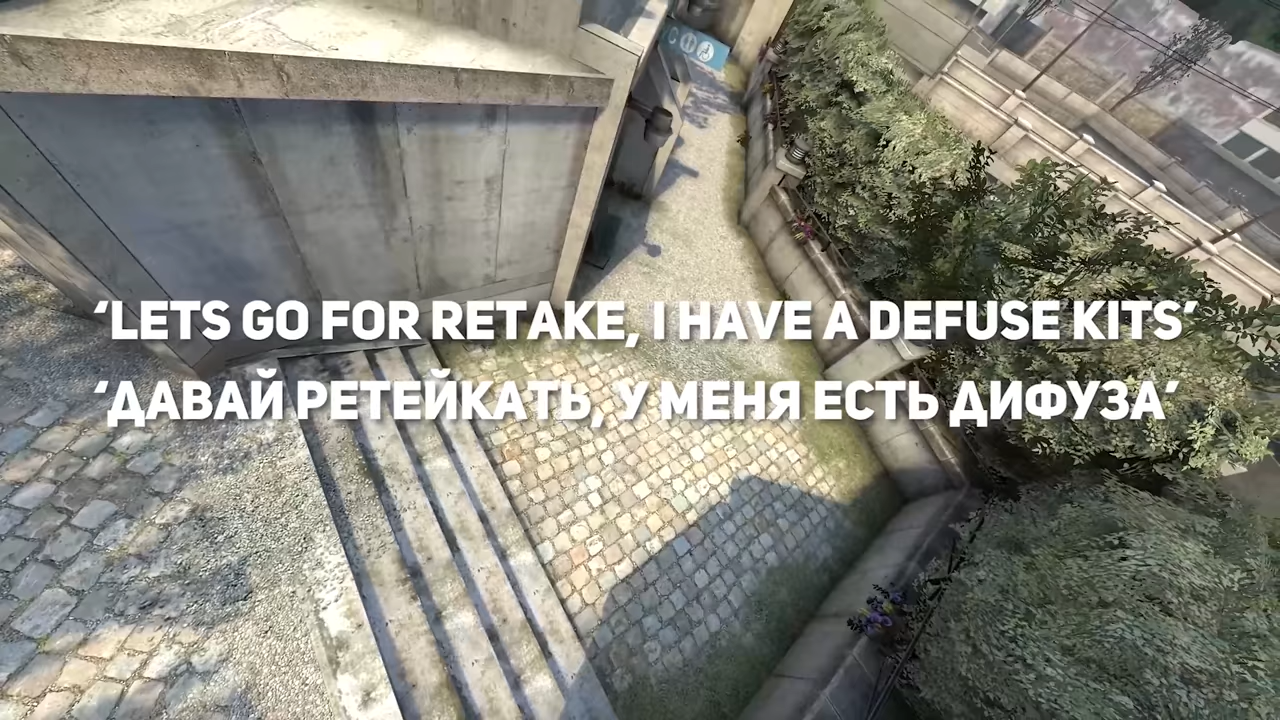 ‘LETS GO FOR RETAKE, I HAVE A DEFUSE KITS’
‘ДАВАЙ РЕТЕЙКАТЬ, У МЕНЯ ЕСТЬ ДИФУЗА’